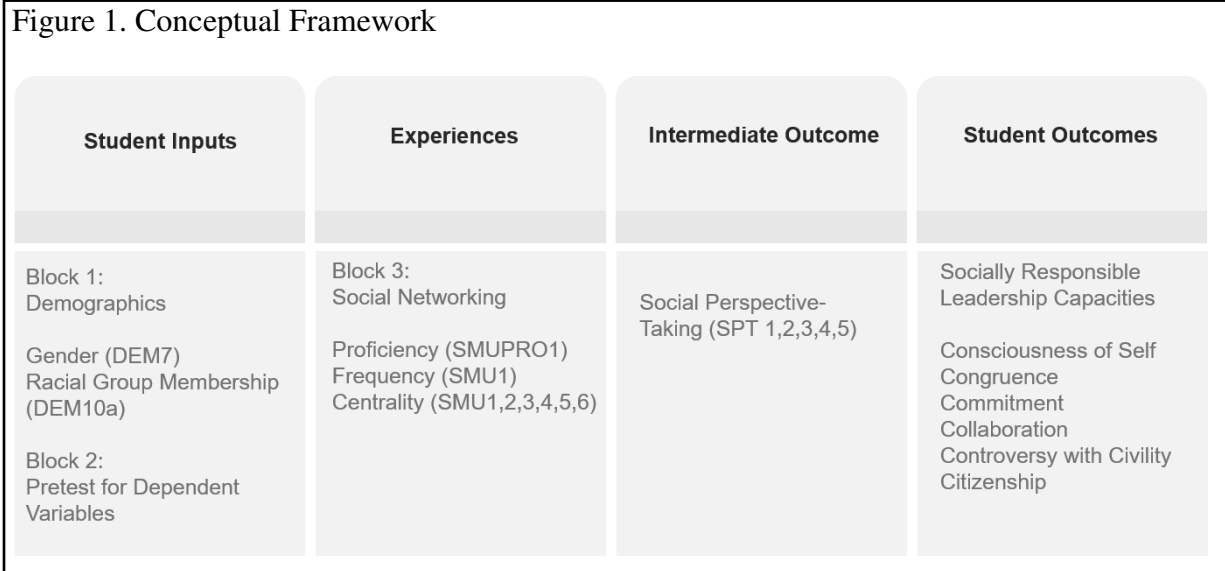 Figure 1. Conceptual Framework
Student Inputs
Block 1:
Demographics
Gender (DEM7)
Racial Group Membership
(DEM10a)
Block 2:
Pretest for Dependent
Variables
Experiences
Block 3:
Social Networking
Proficiency (SMUPRO1)
Frequency (SMU1)
Centrality (SMU1,2,3,4,5,6)
Intermediate Outcome
Social Perspective-
Taking (SPT 1,2,3,4,5)
Student Outcomes
Socially Responsible
Leadership Capacities
Consciousness of Self
Congruence
Commitment
Collaboration
Controversy with Civility
Citizenship